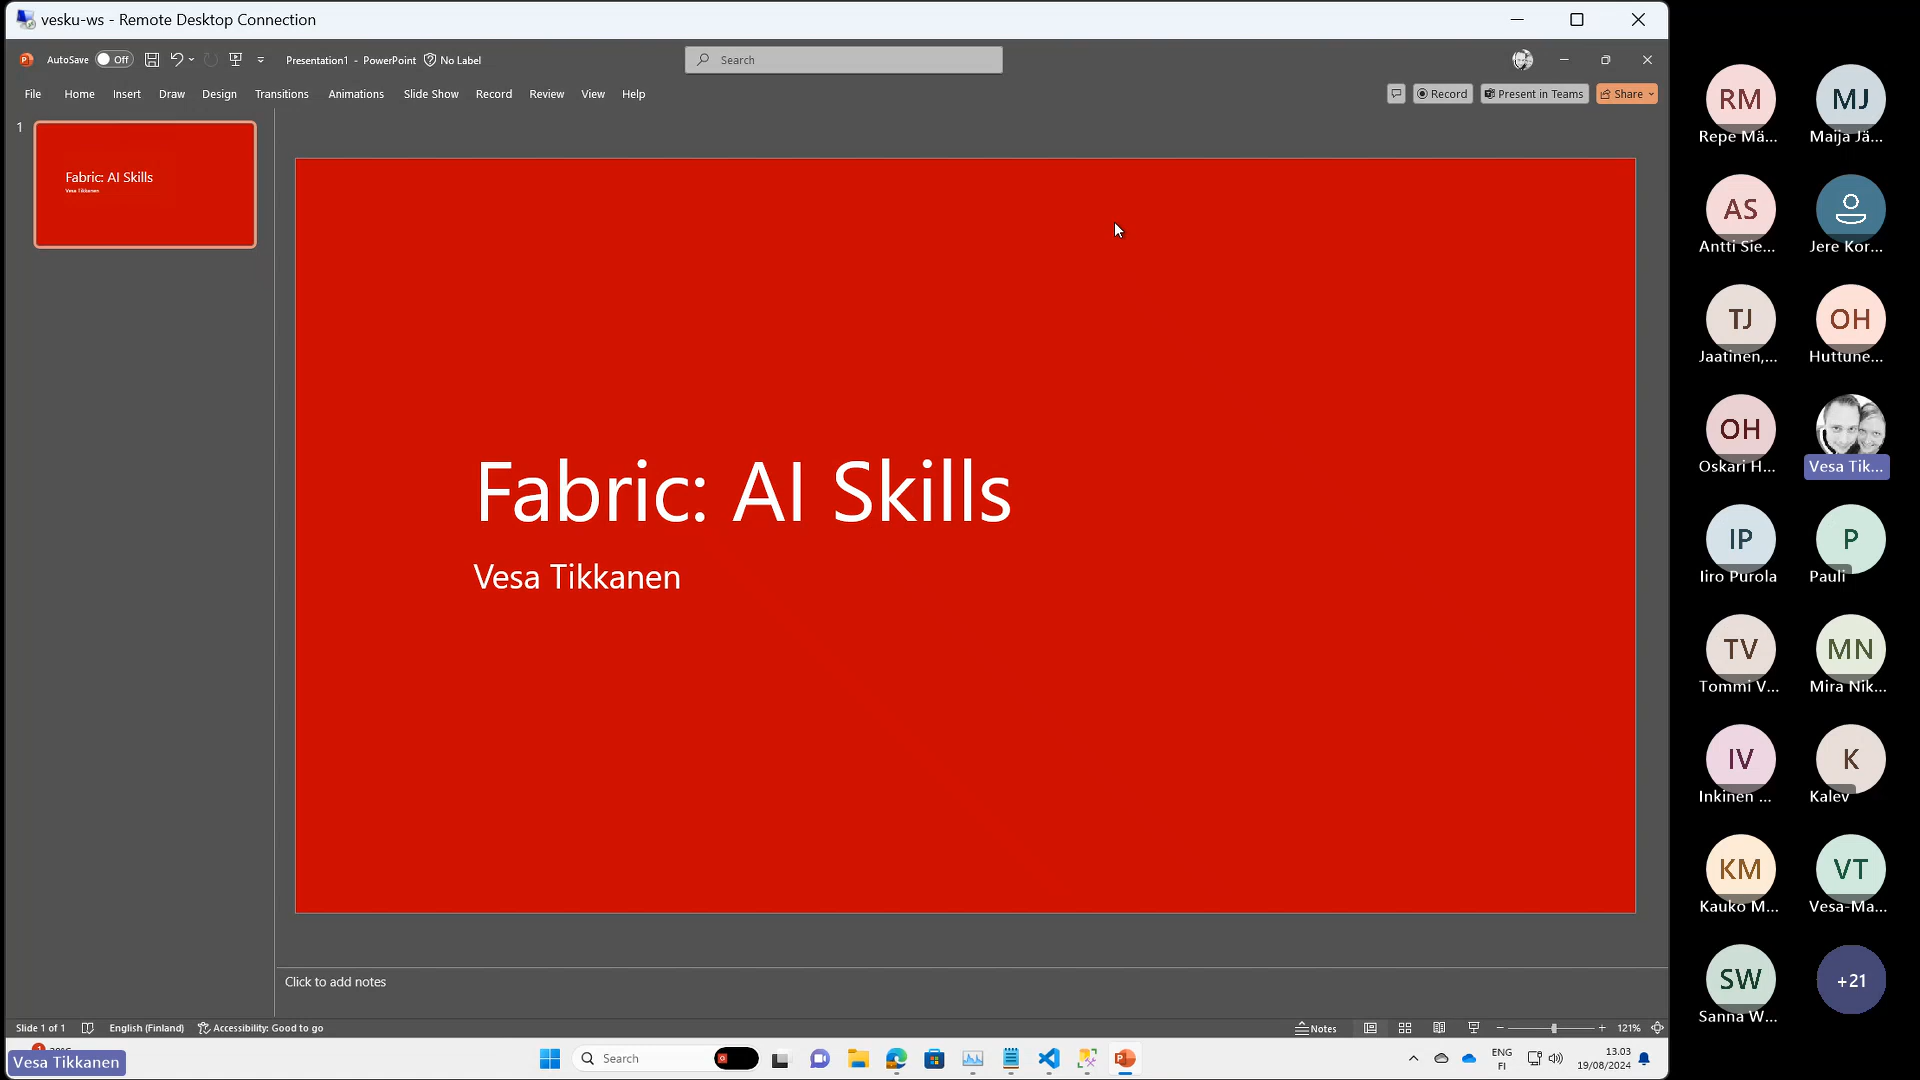 vesku-ws - Remote Desktop Connection
AutoSave Off Presentation1 - PowerPoint No Label Search
File Home Insert Draw Design Transitions Animations Slide Show Record Review View Help Record Present in Teams Share
1
Fabric: AI Skills
Vesa Tikkanen
Fabric: AI Skills
Vesa Tikkanen
Click to add notes
Slide 1 of 1 English (Finland) Accessibility: Good to go Notes 121%
Vesa Tikkanen
Search
ENG
FI
13.03
19/08/2024
RM
Repe Mä...
MJ
Maija Jä...
AS
Antti Sie...
Jere Kor...
TJ
Jaatinen,...
OH
Huttune...
OH
Oskari H...
Vesa Tik...
IP
Iiro Purola
P
Pauli
TV
Tommi V...
MN
Mira Nik...
IV
Inkinen ...
K
Kalev
KM
Kauko M...
VT
Vesa-Ma...
SW
Sanna W...
+21